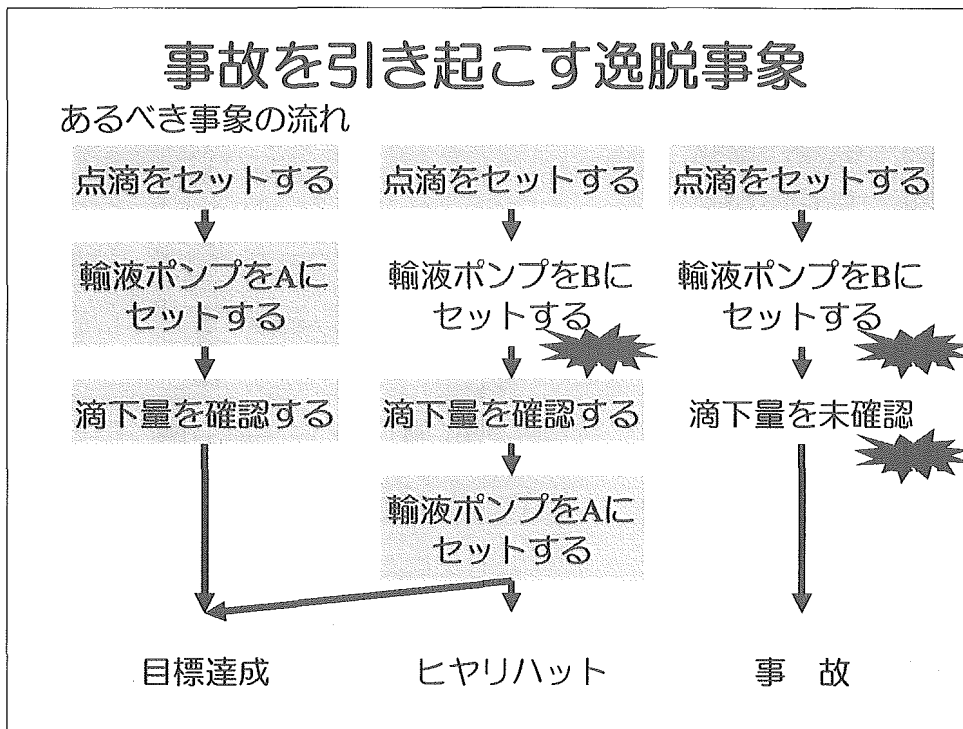 事故を引き起こす逸脱事象
あるべき事象の流れ
点滴をセットする
輸液ポンプをAに
セットする
滴下量を確認する
目標達成
点滴をセットする
輸液ポンプをBに
セットする
滴下量を確認する
輸液ポンプをAに
セットする
ヒヤリハット
点滴をセットする
輸液ポンプをBに
セットする
滴下量を未確認
事 故